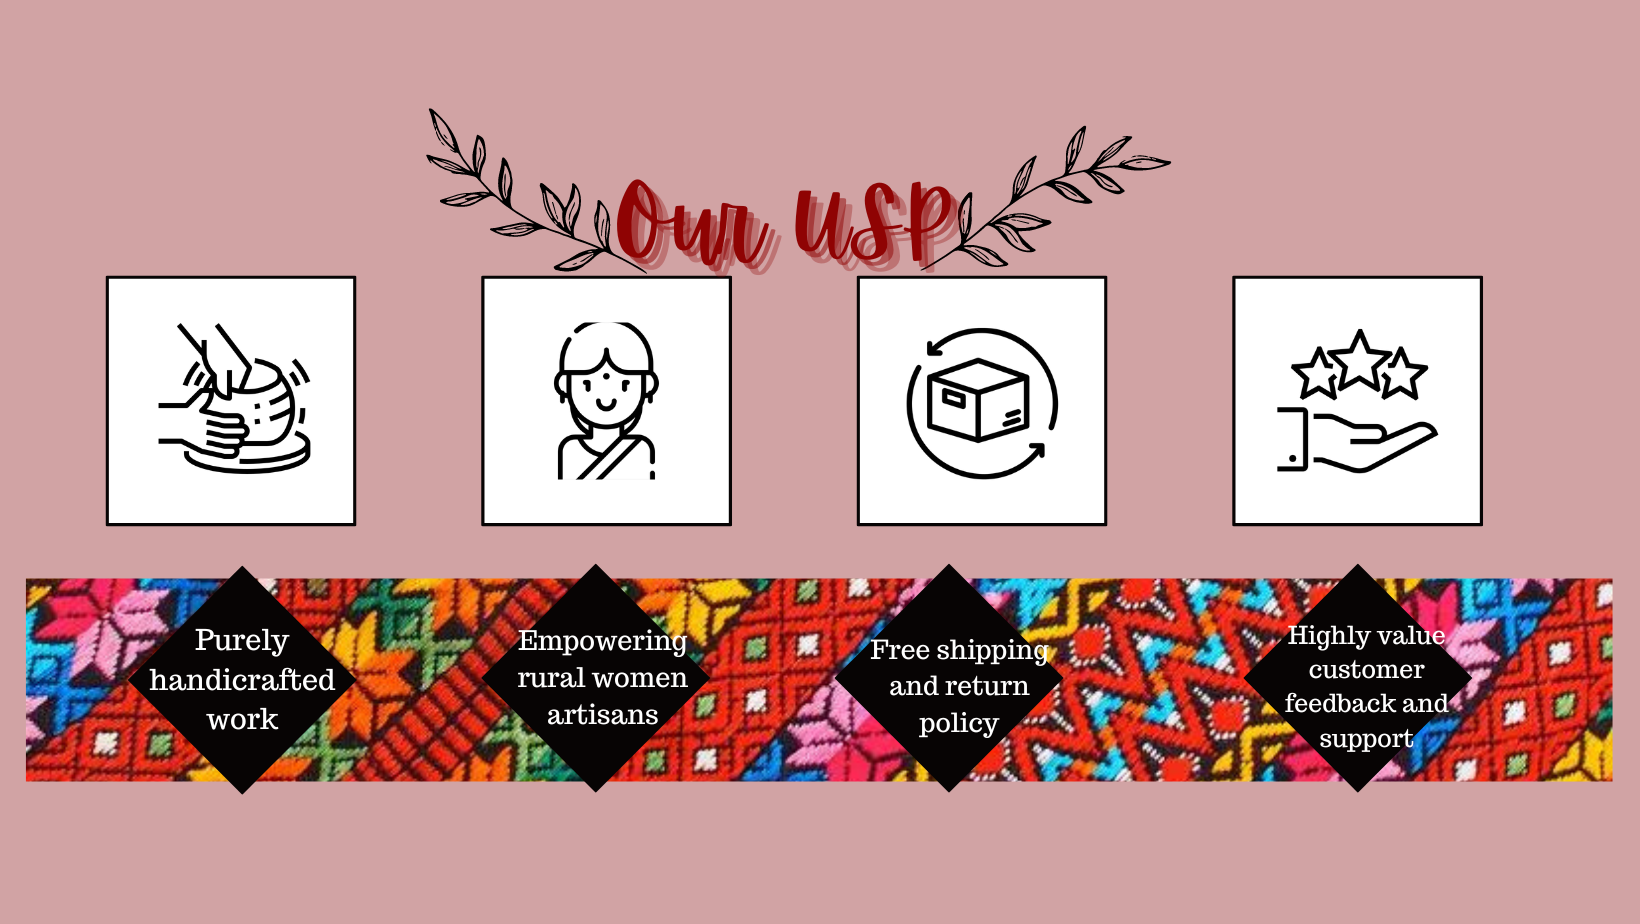 Our USP
Purely
handicrafted
work
Empowering
rural women
artisans
Free shipping
and return
policy
Highly value
customer
feedback and
support